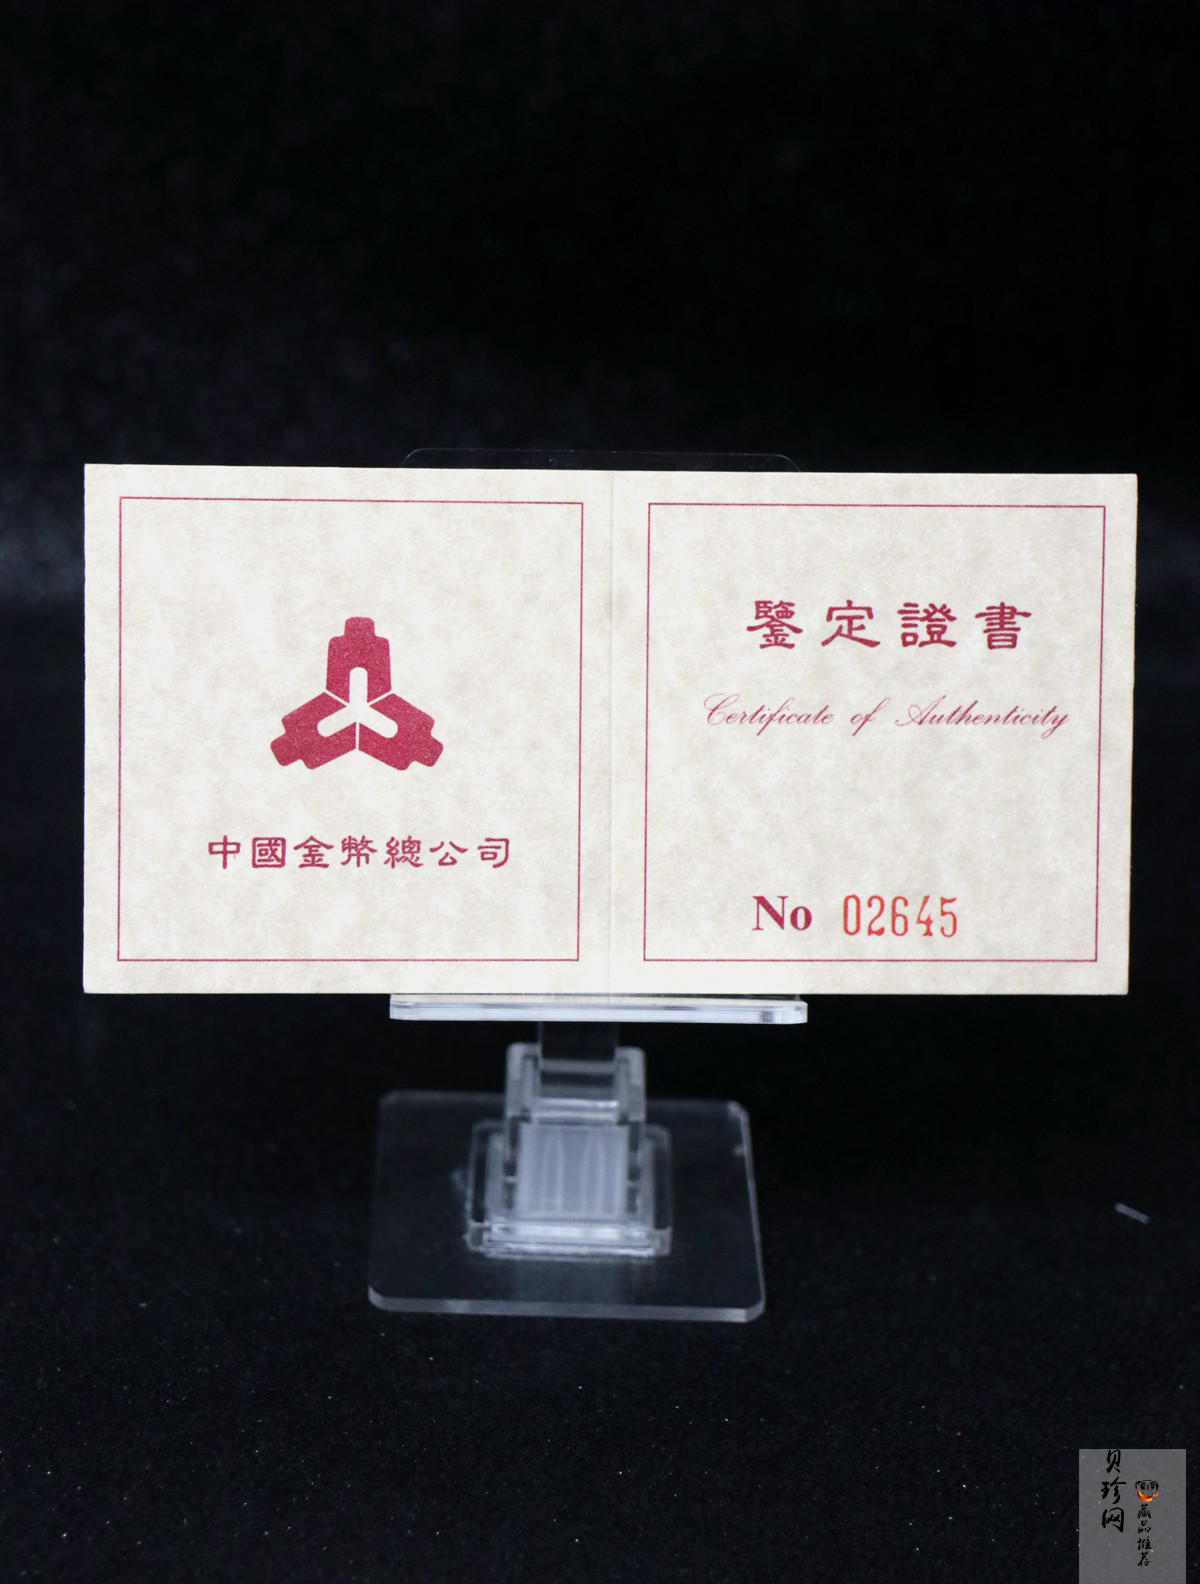 中國金幣總公司
鑒定證書
Certificate of Authenticity
No 02645
贝珍网
藏品推荐